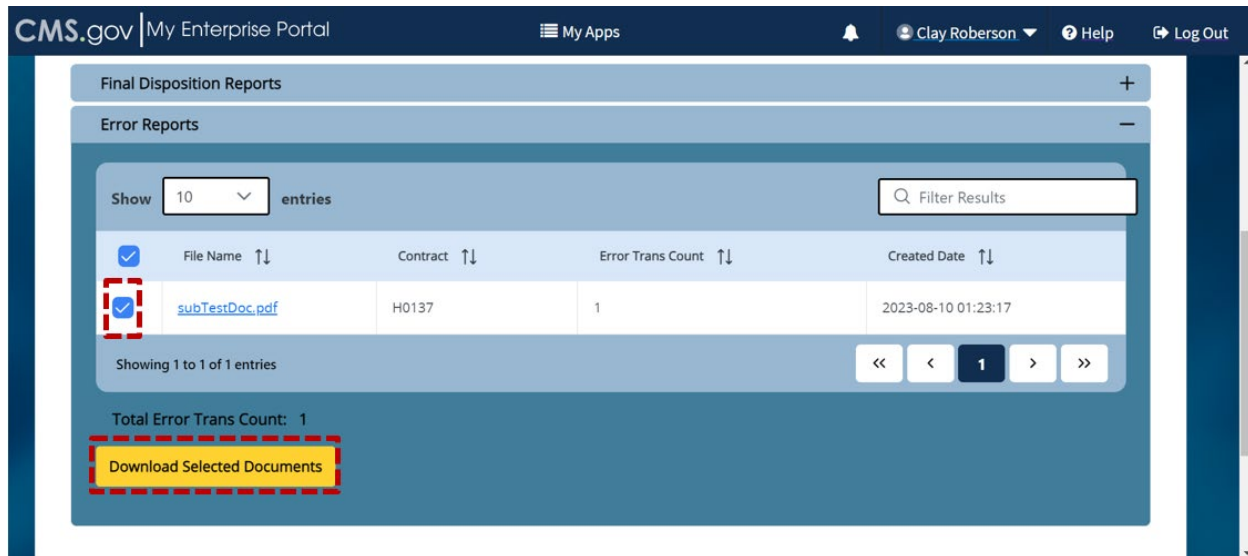 CMS.gov My Enterprise Portal My Apps Clay Roberson Help Log Out
Final Disposition Reports
Error Reports
Show 10 entries Filter Results
File Name Contract Error Trans Count Created Date
subTestDoc.pdf H0137 1 2023-08-10 01:23:17
Showing 1 to 1 of 1 entries « < 1 > »
Total Error Trans Count: 1
Download Selected Documents